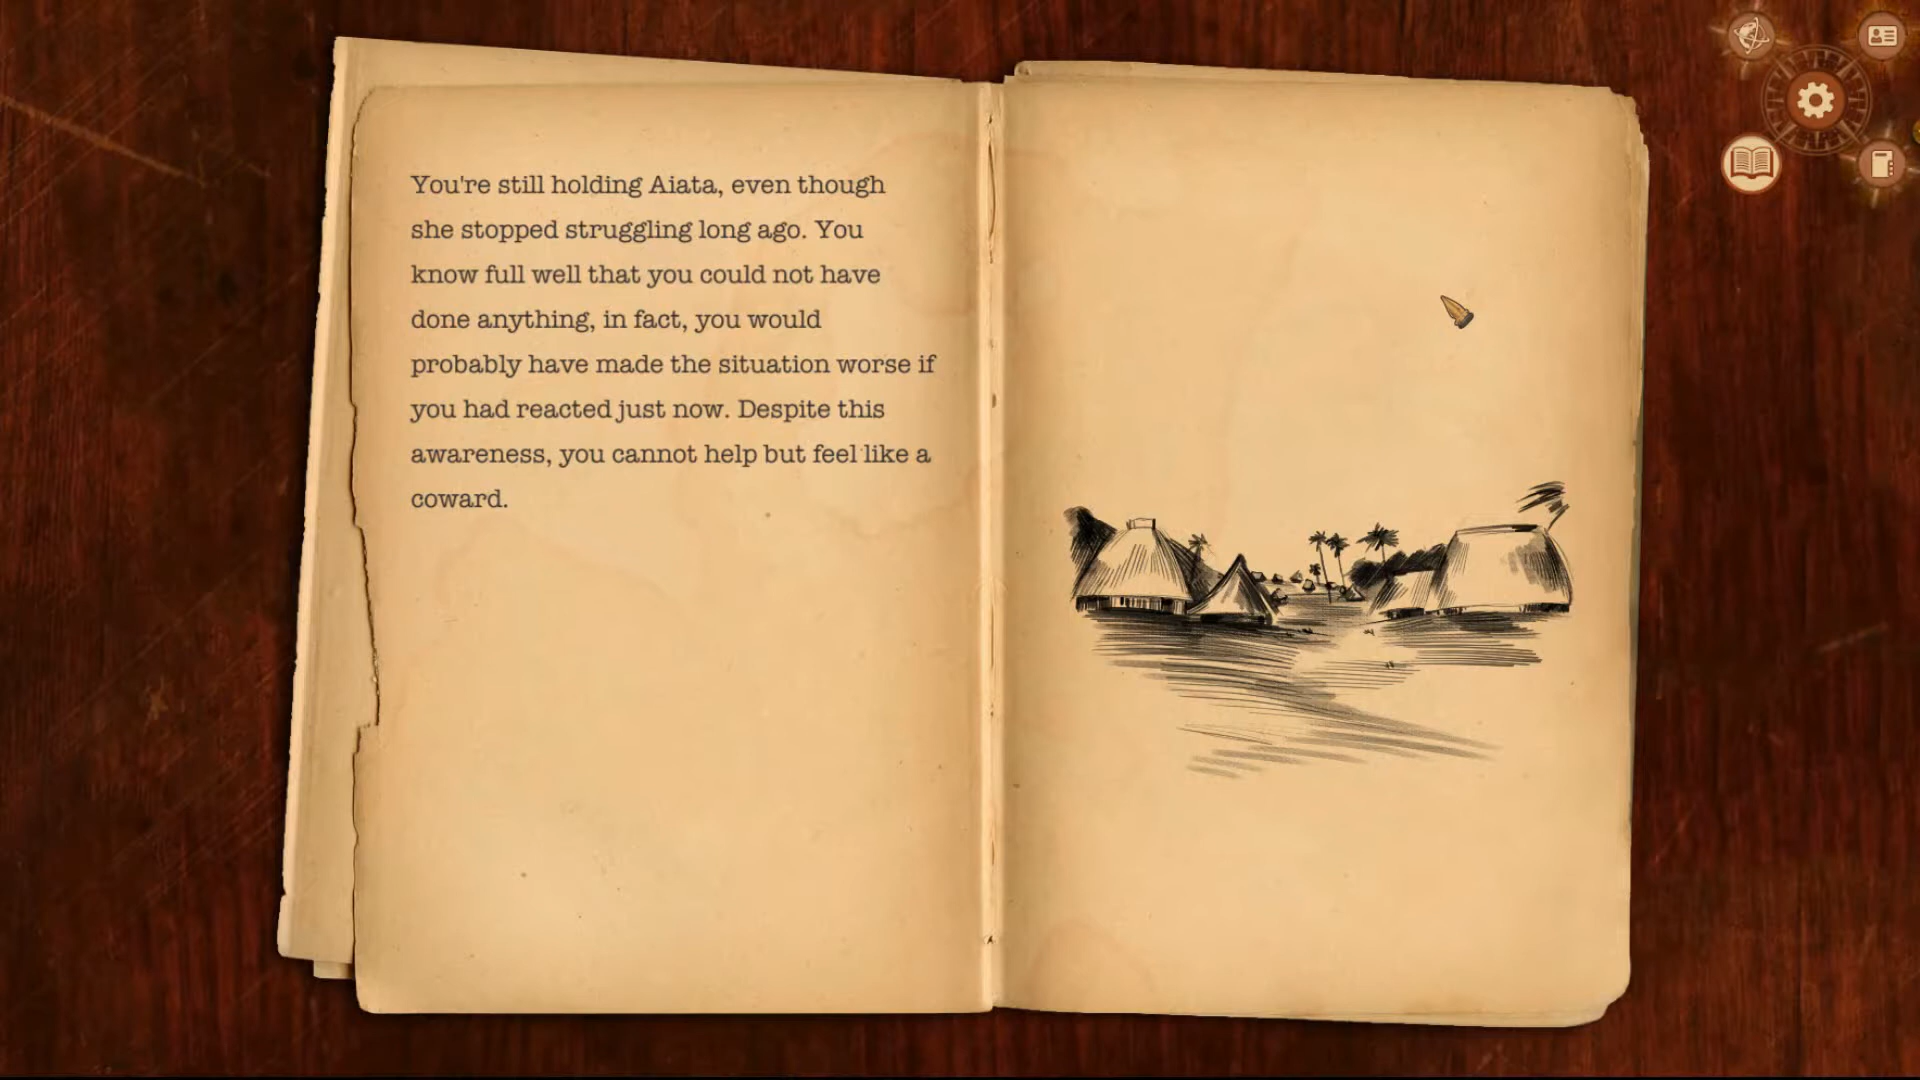 You're still holding Aiata, even though
she stopped struggling long ago. You
know full well that you could not have
done anything, in fact, you would
probably have made the situation worse if
you had reacted just now. Despite this
awareness, you cannot help but feel like a
coward.